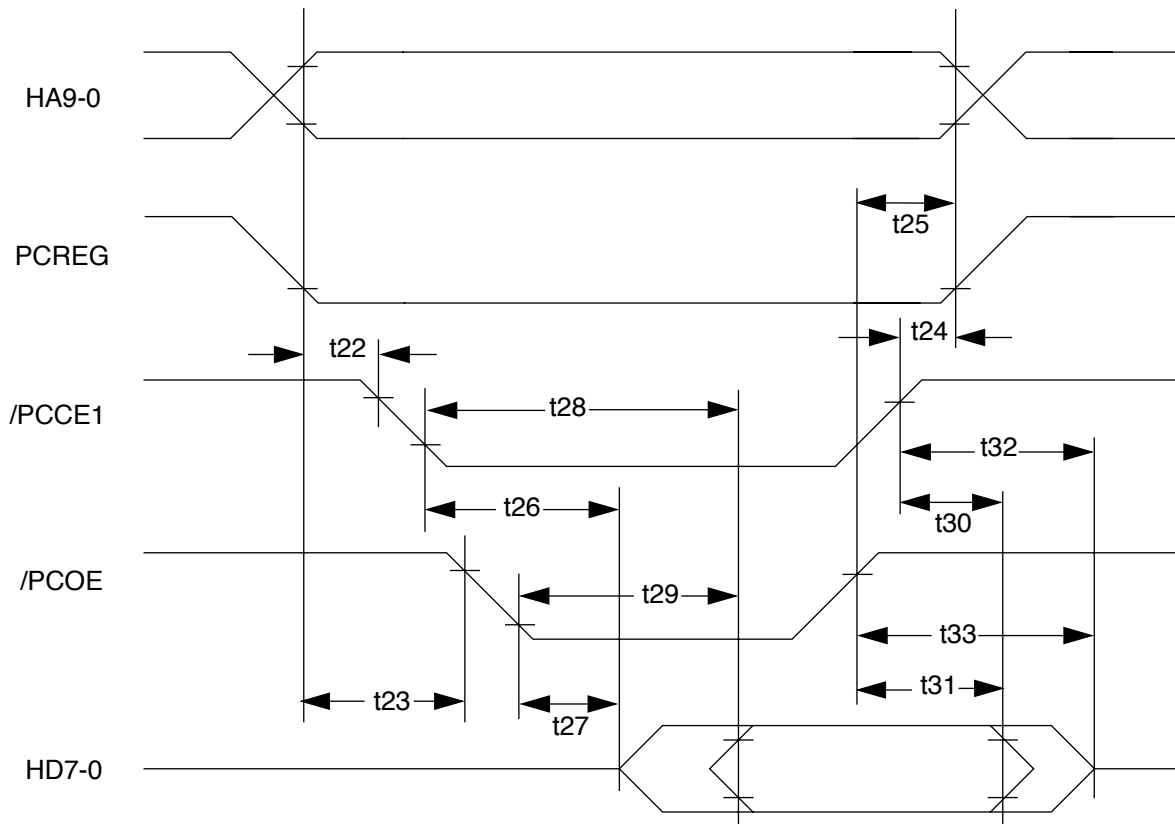 HA9-0
t25
PCREG
t24
t22
/PCCE1
t28
t32
t26
t30
/PCOE
t29
t33
t31
t23
t27
HD7-0